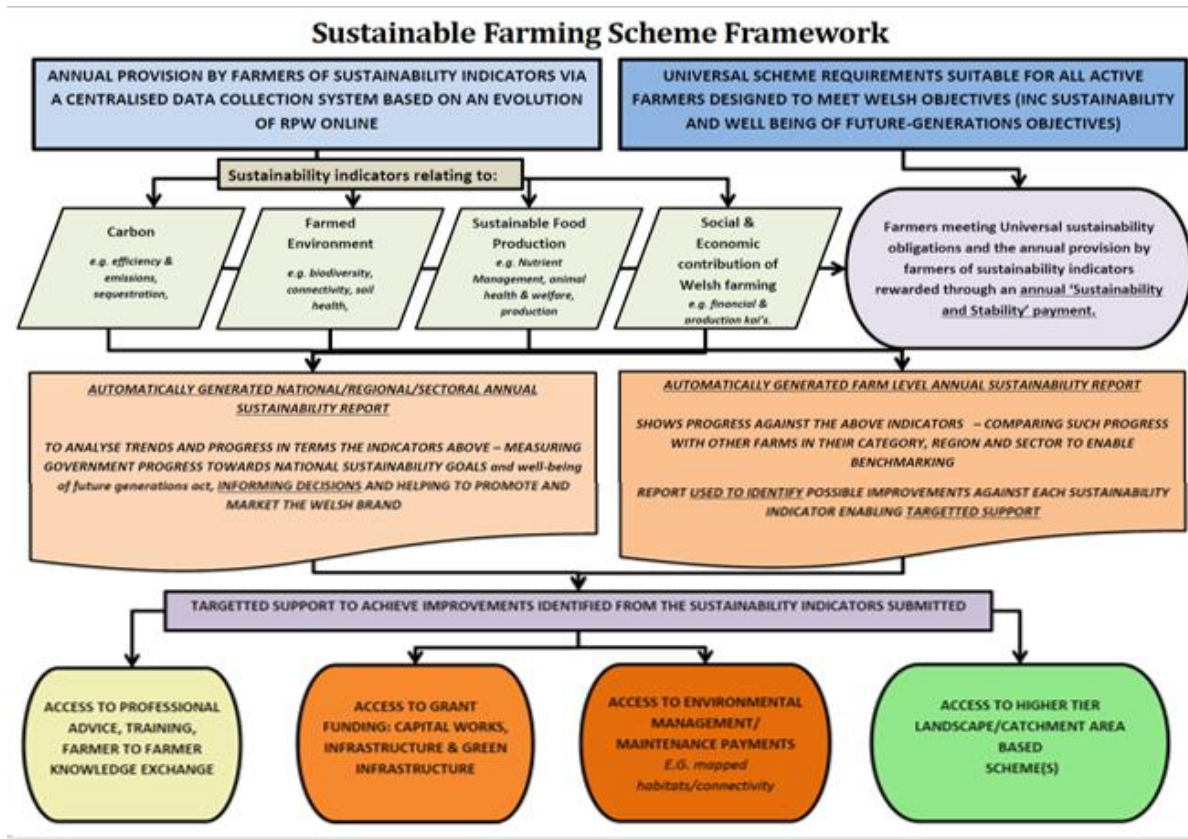 Sustainable Farming Scheme Framework
ANNUAL PROVISION BY FARMERS OF SUSTAINABILITY INDICATORS VIA
A CENTRALISED DATA COLLECTION SYSTEM BASED ON AN EVOLUTION
OF RPW ONLINE
UNIVERSAL SCHEME REQUIREMENTS SUITABLE FOR ALL ACTIVE
FARMERS DESIGNED TO MEET WELSH OBJECTIVES (INC SUSTAINABILITY
AND WELL BEING OF FUTURE-GENERATIONS OBJECTIVES)
Sustainability indicators relating to:
Carbon
e.g. efficiency &
emissions,
sequestration,
Farmed
Environment
e.g. biodiversity,
connectivity, soil
health,
Sustainable Food
Production
e.g. Nutrient
Management, animal
health & welfare,
production
Social &
Economic
contribution of
Welsh farming
e.g. financial &
production kpi's.
Farmers meeting Universal sustainability
obligations and the annual provision by
farmers of sustainability indicators
rewarded through an annual 'Sustainability
and Stability' payment.
AUTOMATICALLY GENERATED NATIONAL/REGIONAL/SECTORAL ANNUAL
SUSTAINABILITY REPORT
TO ANALYSE TRENDS AND PROGRESS IN TERMS THE INDICATORS ABOVE – MEASURING
GOVERNMENT PROGRESS TOWARDS NATIONAL SUSTAINABILITY GOALS and well-being
of future generations act, INFORMING DECISIONS AND HELPING TO PROMOTE AND
MARKET THE WELSH BRAND
AUTOMATICALLY GENERATED FARM LEVEL ANNUAL SUSTAINABILITY REPORT
SHOWS PROGRESS AGAINST THE ABOVE INDICATORS – COMPARING SUCH PROGRESS
WITH OTHER FARMS IN THEIR CATEGORY, REGION AND SECTOR TO ENABLE
BENCHMARKING
REPORT USED TO IDENTIFY POSSIBLE IMPROVEMENTS AGAINST EACH SUSTAINABILITY
INDICATOR ENABLING TARGETTED SUPPORT
TARGETTED SUPPORT TO ACHIEVE IMPROVEMENTS IDENTIFIED FROM THE SUSTAINABILITY INDICATORS SUBMITTED
ACCESS TO PROFESSIONAL
ADVICE, TRAINING,
FARMER TO FARMER
KNOWLEDGE EXCHANGE
ACCESS TO GRANT
FUNDING: CAPITAL WORKS,
INFRASTRUCTURE & GREEN
INFRASTRUCTURE
ACCESS TO ENVIRONMENTAL
MANAGEMENT/
MAINTENANCE PAYMENTS
E.G. mapped
habitats/connectivity
ACCESS TO HIGHER TIER
LANDSCAPE/CATCHMENT AREA
BASED
SCHEME(S)